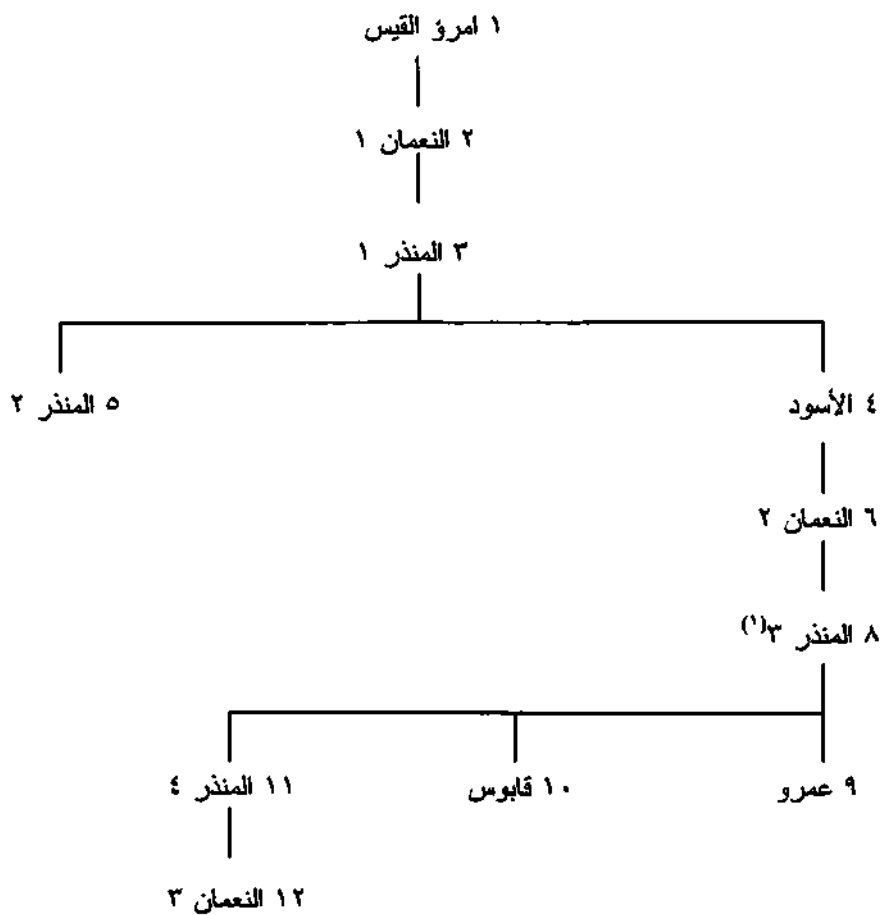 ١ امرؤ القيس
٢ النعمان ١
٣ المنذر ١
٤ الأسود
٥ المنذر ٢
٦ النعمان ٢
٨ المنذر ٣(١)
٩ عمرو
١٠ قابوس
١١ المنذر ٤
١٢ النعمان ٣